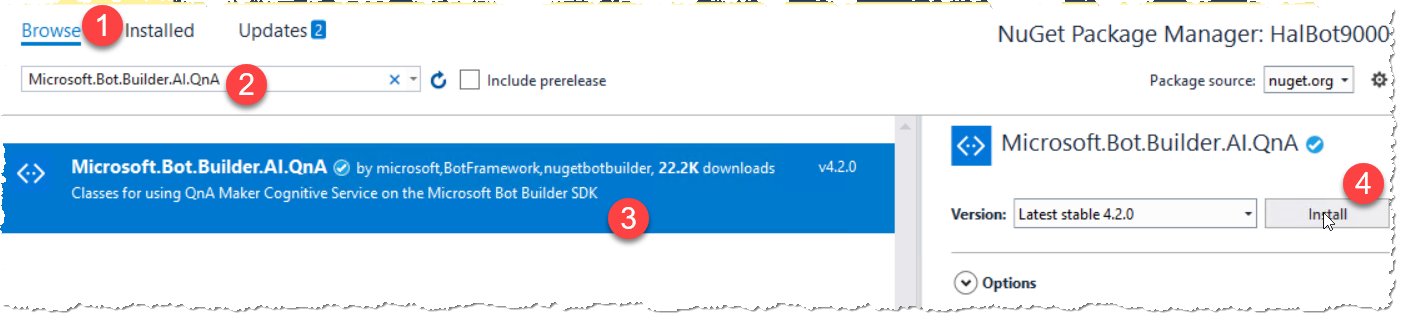 Browse 1 Installed Updates 2
NuGet Package Manager: HalBot9000
Microsoft.Bot.Builder.AI.QnA 2 Include prerelease
Package source: nuget.org
Microsoft.Bot.Builder.AI.QnA by microsoft,BotFramework,nugetbotbuilder, 22.2K downloads v4.2.0
Classes for using QnA Maker Cognitive Service on the Microsoft Bot Builder SDK
3
Microsoft.Bot.Builder.AI.QnA
4
Version: Latest stable 4.2.0 Install
Options